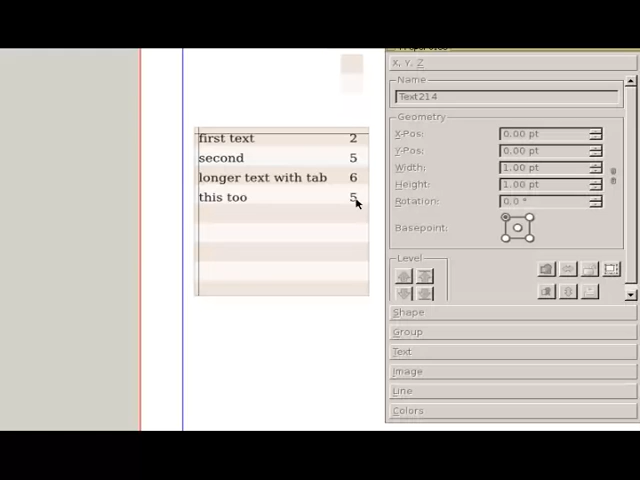 Properties
X, Y, Z
Name
Text214
Geometry
X-Pos: 0.00 pt
Y-Pos: 0.00 pt
Width: 1.00 pt
Height: 1.00 pt
Rotation: 0.0 °
Basepoint:
Level
Shape
Group
Text
Image
Line
Colors
first text 2
second 5
longer text with tab 6
this too 5